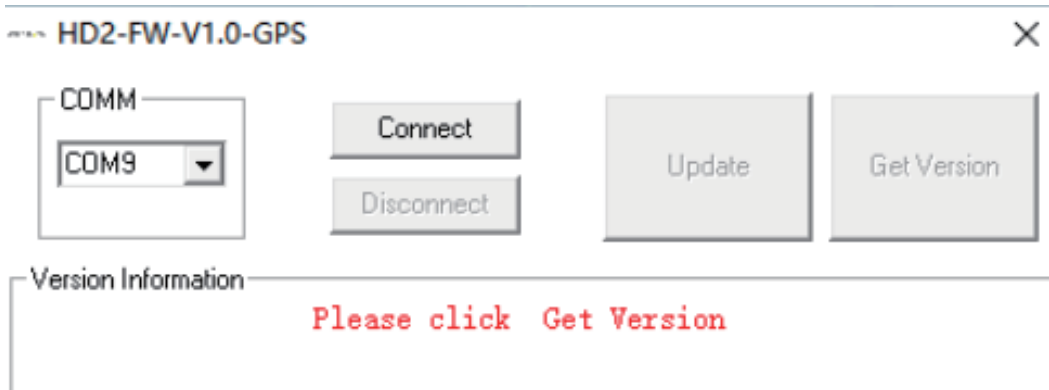 HD2-FW-V1.0-GPS
COMM
COM9
Connect
Disconnect
Update
Get Version
Version Information
Please click Get Version